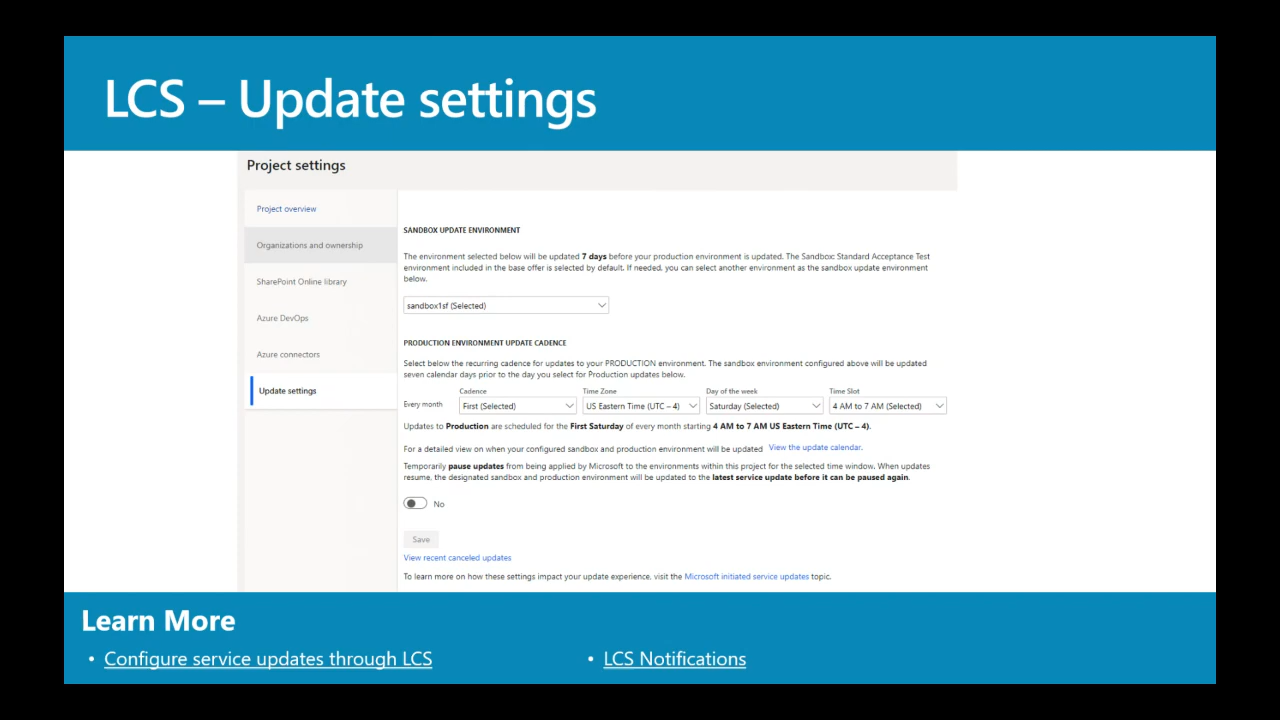 LCS – Update settings
Project settings
Project overview
Organizations and ownership
SharePoint Online library
Azure DevOps
Azure connectors
Update settings
SANDBOX UPDATE ENVIRONMENT
The environment selected below will be updated 7 days before your production environment is updated. The Sandbox: Standard Acceptance Test
environment included in the base offer is selected by default. If needed, you can select another environment as the sandbox update environment
below.
sandbox1sf (Selected)
PRODUCTION ENVIRONMENT UPDATE CADENCE
Select below the recurring cadence for updates to your PRODUCTION environment. The sandbox environment configured above will be updated
seven calendar days prior to the day you select for Production updates below.
Cadence Time Zone Day of the week Time Slot
Every month First (Selected) US Eastern Time (UTC – 4) Saturday (Selected) 4 AM to 7 AM (Selected)
Updates to Production are scheduled for the First Saturday of every month starting 4 AM to 7 AM US Eastern Time (UTC – 4).
For a detailed view on when your configured sandbox and production environment will be updated View the update calendar.
Temporarily pause updates from being applied by Microsoft to the environments within this project for the selected time window. When updates
resume, the designated sandbox and production environment will be updated to the latest service update before it can be paused again.
No
Save
View recent canceled updates
To learn more on how these settings impact your update experience, visit the Microsoft initiated service updates topic.
Learn More
• Configure service updates through LCS
• LCS Notifications